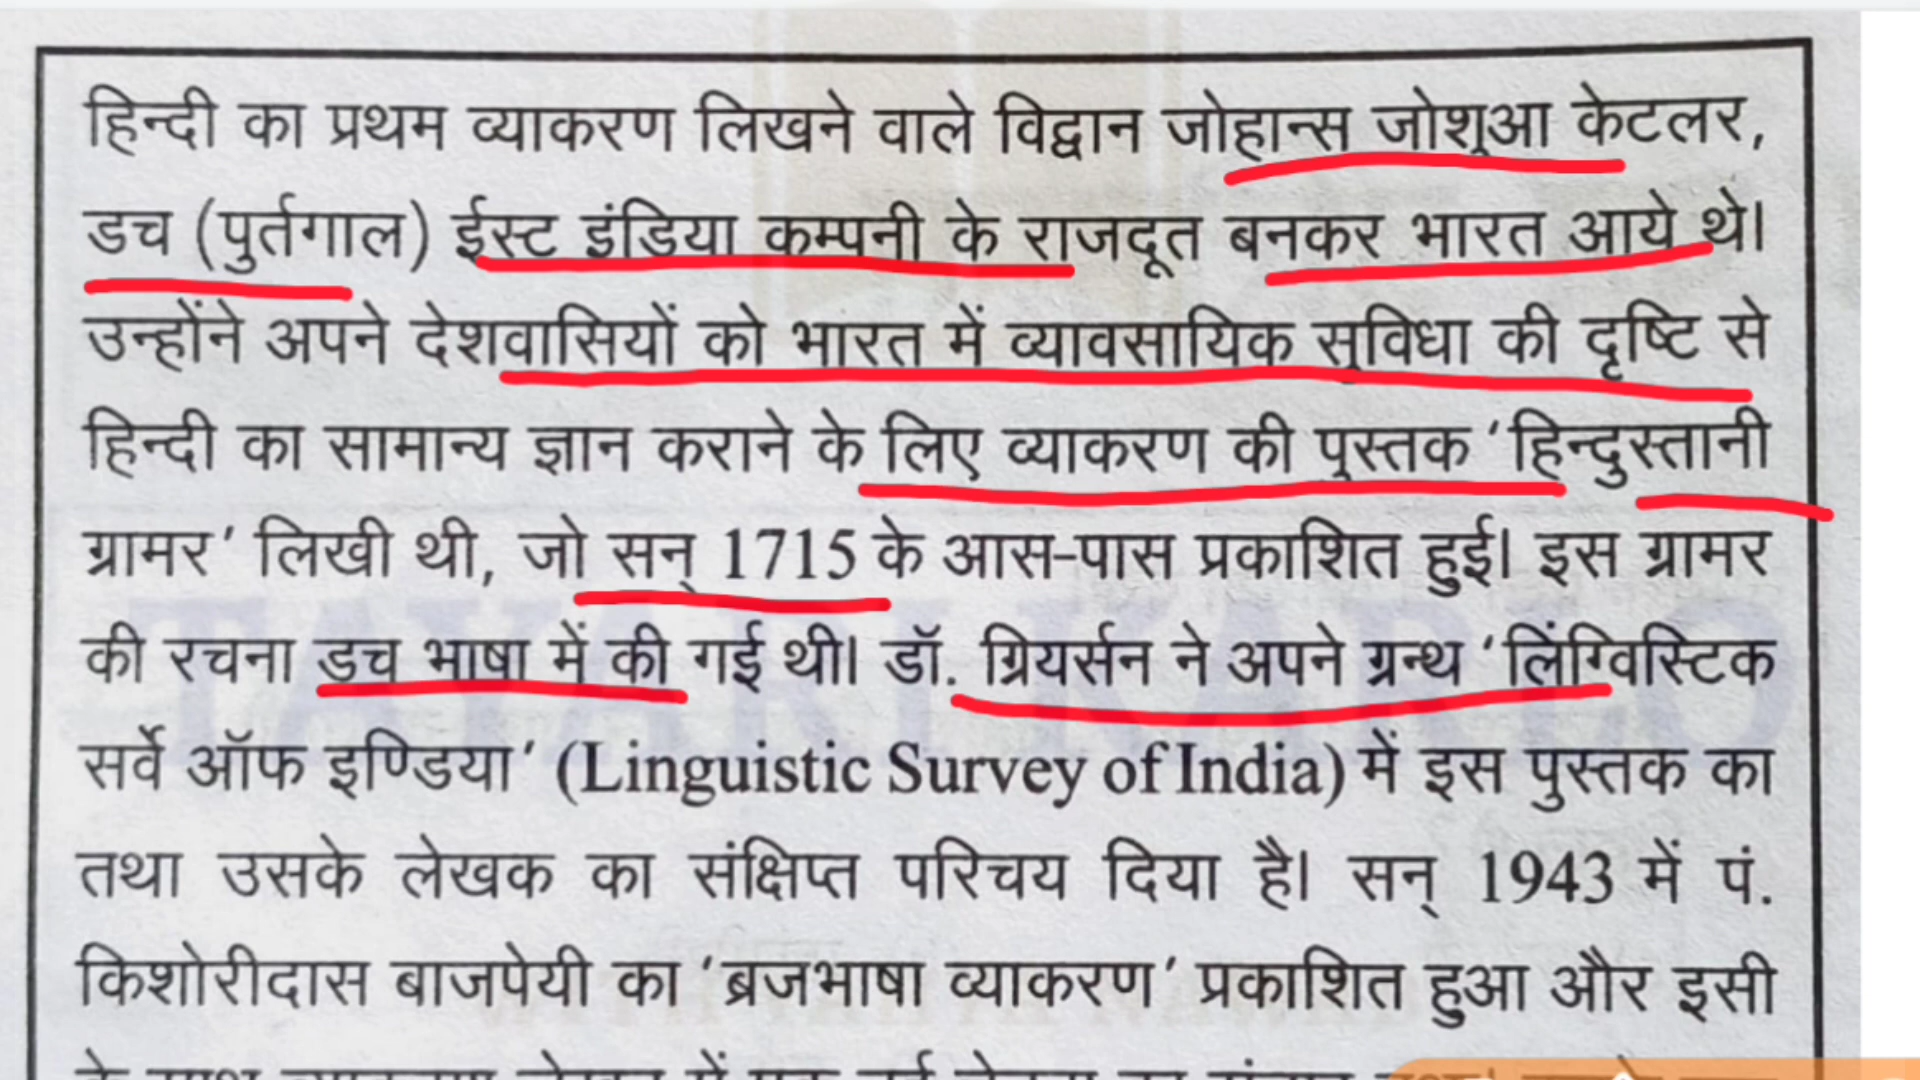 हिन्दी का प्रथम व्याकरण लिखने वाले विद्वान जोहान्स जोशुआ केटलर,
डच (पुर्तगाल) ईस्ट इंडिया कम्पनी के राजदूत बनकर भारत आये थे।
उन्होंने अपने देशवासियों को भारत में व्यावसायिक सुविधा की दृष्टि से
हिन्दी का सामान्य ज्ञान कराने के लिए व्याकरण की पुस्तक ‘हिन्दुस्तानी
ग्रामर’ लिखी थी, जो सन् 1715 के आस-पास प्रकाशित हुई। इस ग्रामर
की रचना डच भाषा में की गई थी। डॉ. ग्रियर्सन ने अपने ग्रन्थ ‘लिंग्विस्टिक
सर्वे ऑफ इण्डिया’ (Linguistic Survey of India) में इस पुस्तक का
तथा उसके लेखक का संक्षिप्त परिचय दिया है। सन् 1943 में पं.
किशोरीदास बाजपेयी का ‘ब्रजभाषा व्याकरण’ प्रकाशित हुआ और इसी
TAYARI KARLO